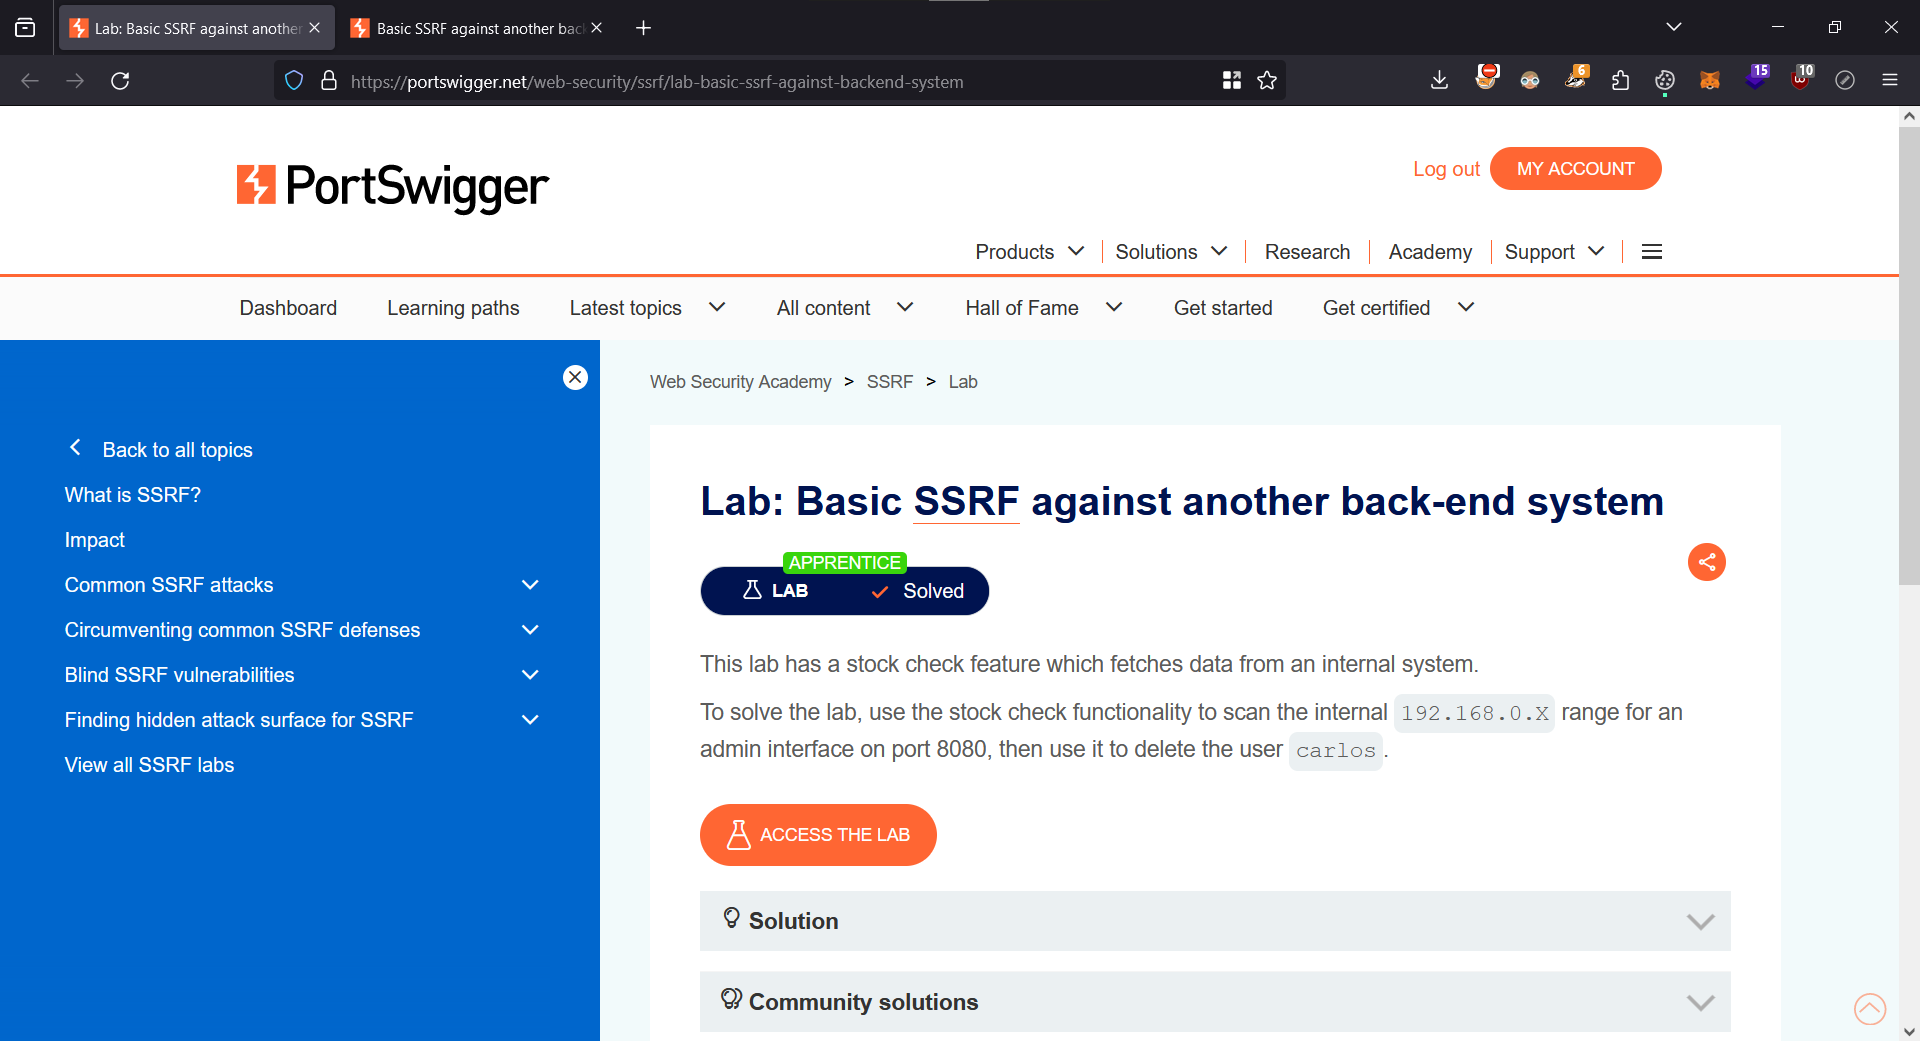 Lab: Basic SSRF against another
Basic SSRF against another bac
https://portswigger.net/web-security/ssrf/lab-basic-ssrf-against-backend-system
6
15
10
PortSwigger
Log out
MY ACCOUNT
Products
Solutions
Research
Academy
Support
Dashboard
Learning paths
Latest topics
All content
Hall of Fame
Get started
Get certified
Back to all topics
What is SSRF?
Impact
Common SSRF attacks
Circumventing common SSRF defenses
Blind SSRF vulnerabilities
Finding hidden attack surface for SSRF
View all SSRF labs
Web Security Academy > SSRF > Lab
Lab: Basic SSRF against another back-end system
APPRENTICE
LAB
Solved
This lab has a stock check feature which fetches data from an internal system.
To solve the lab, use the stock check functionality to scan the internal 192.168.0.X range for an
admin interface on port 8080, then use it to delete the user carlos.
ACCESS THE LAB
Solution
Community solutions